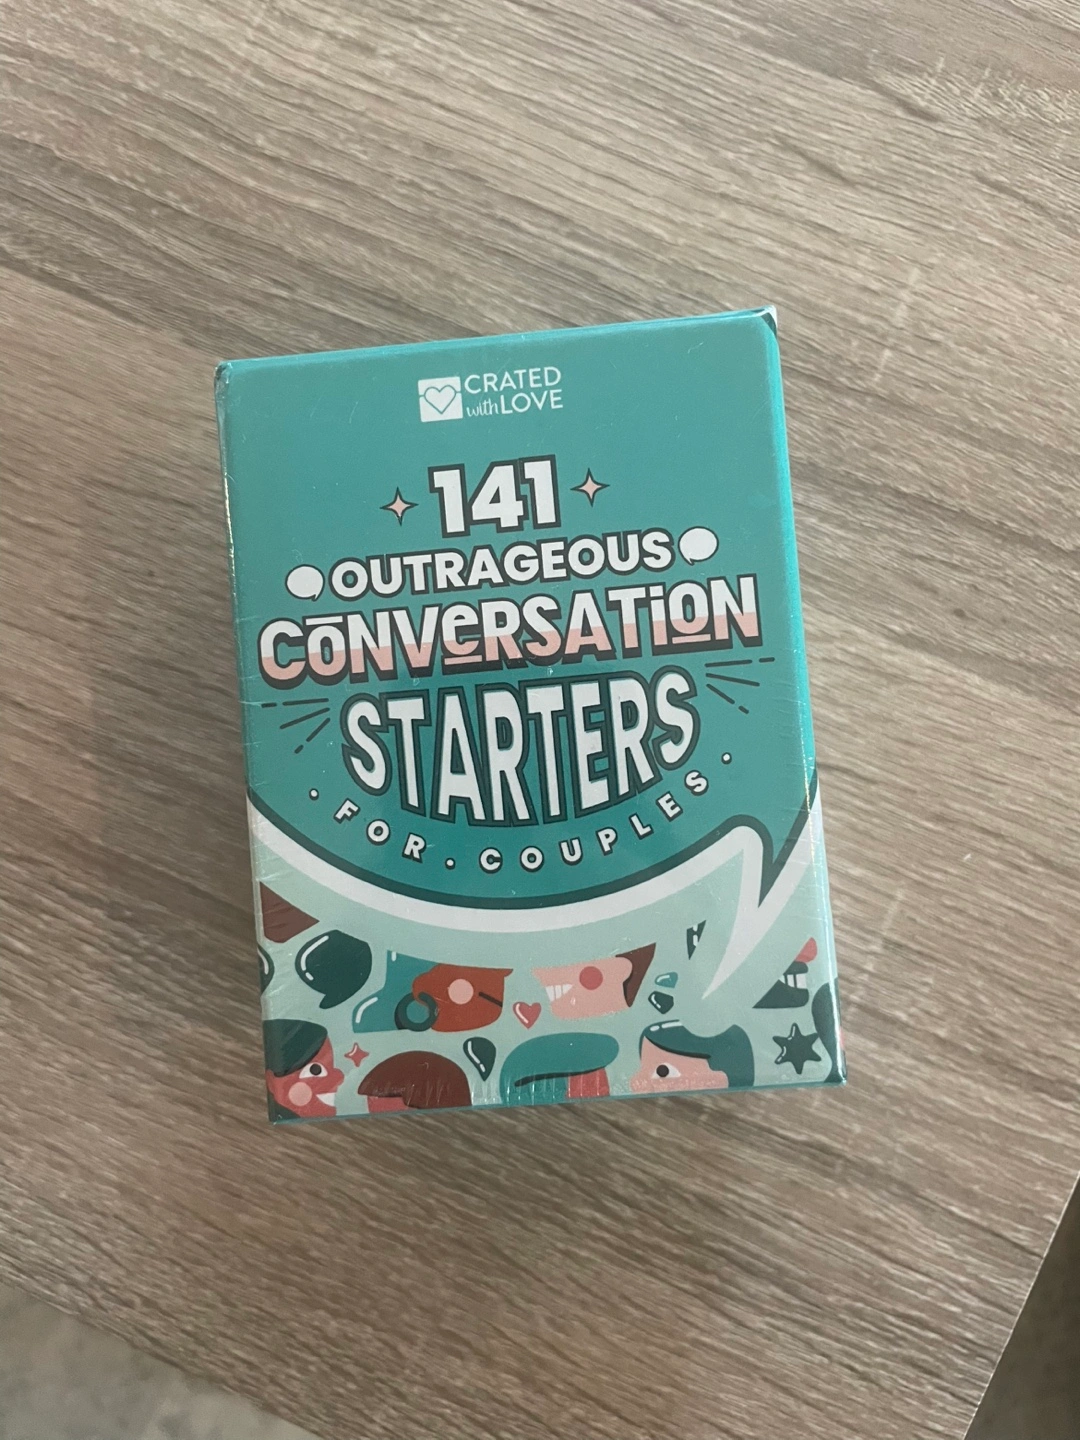 CRATED
with LOVE
141
OUTRAGEOUS
CONVERSATION
STARTERS
· FOR · COUPLES ·